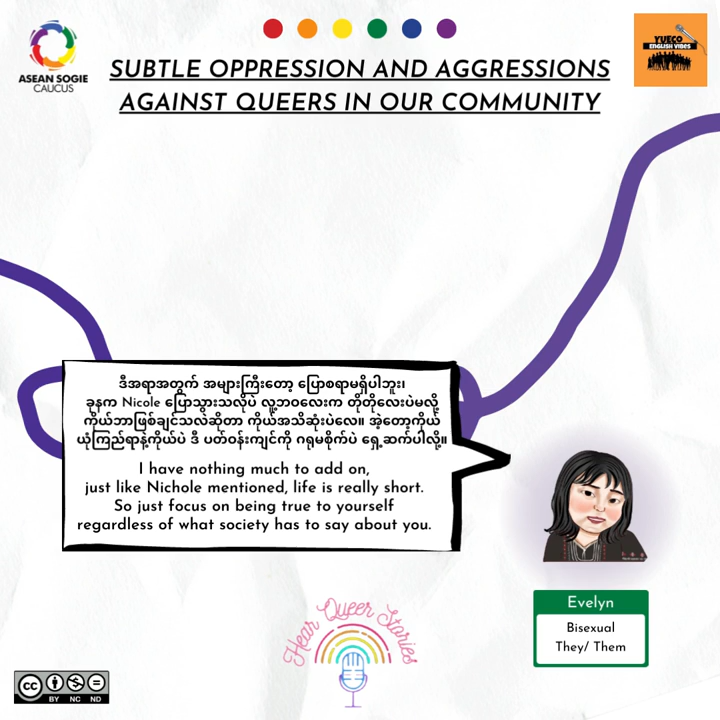 ASEAN SOGIE
CAUCUS
SUBTLE OPPRESSION AND AGGRESSIONS
AGAINST QUEERS IN OUR COMMUNITY
YUECO
ENGLISH VIBES
ဒီအရာအတွက် အများကြီးတော့ ပြောစရာမရှိပါဘူး၊
ခုနက Nicole ပြောသွားသလိုပဲ လူ့ဘဝလေးက တိုတိုလေးပဲမလို့
ကိုယ်ဘာဖြစ်ချင်သလဲဆိုတာ ကိုယ်အသိဆုံးပဲလေ။ အဲ့တော့ကိုယ်
ယုံကြည်ရာနဲ့ကိုယ်ပဲ ဒီ ပတ်ဝန်းကျင်ကို ဂရုမစိုက်ပဲ ရှေ့ဆက်ပါလို့။
I have nothing much to add on,
just like Nichole mentioned, life is really short.
So just focus on being true to yourself
regardless of what society has to say about you.
Evelyn
Bisexual
They/ Them
Hear Queer Stories
cc
BY NC ND